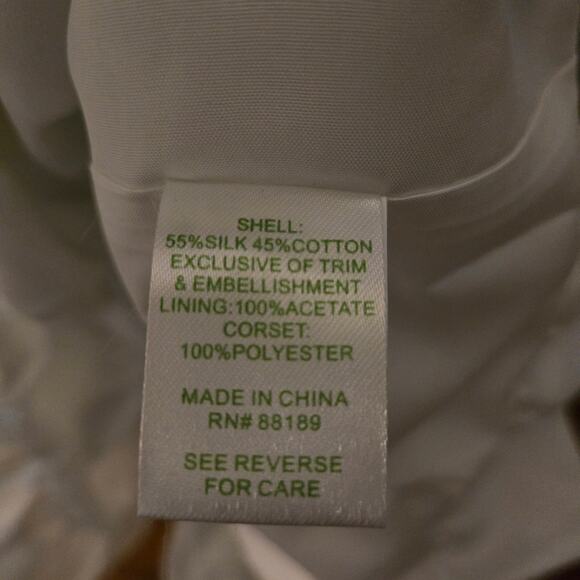 SHELL:
55%SILK 45%COTTON
EXCLUSIVE OF TRIM
& EMBELLISHMENT
LINING:100%ACETATE
CORSET:
100%POLYESTER
MADE IN CHINA
RN# 88189
SEE REVERSE
FOR CARE